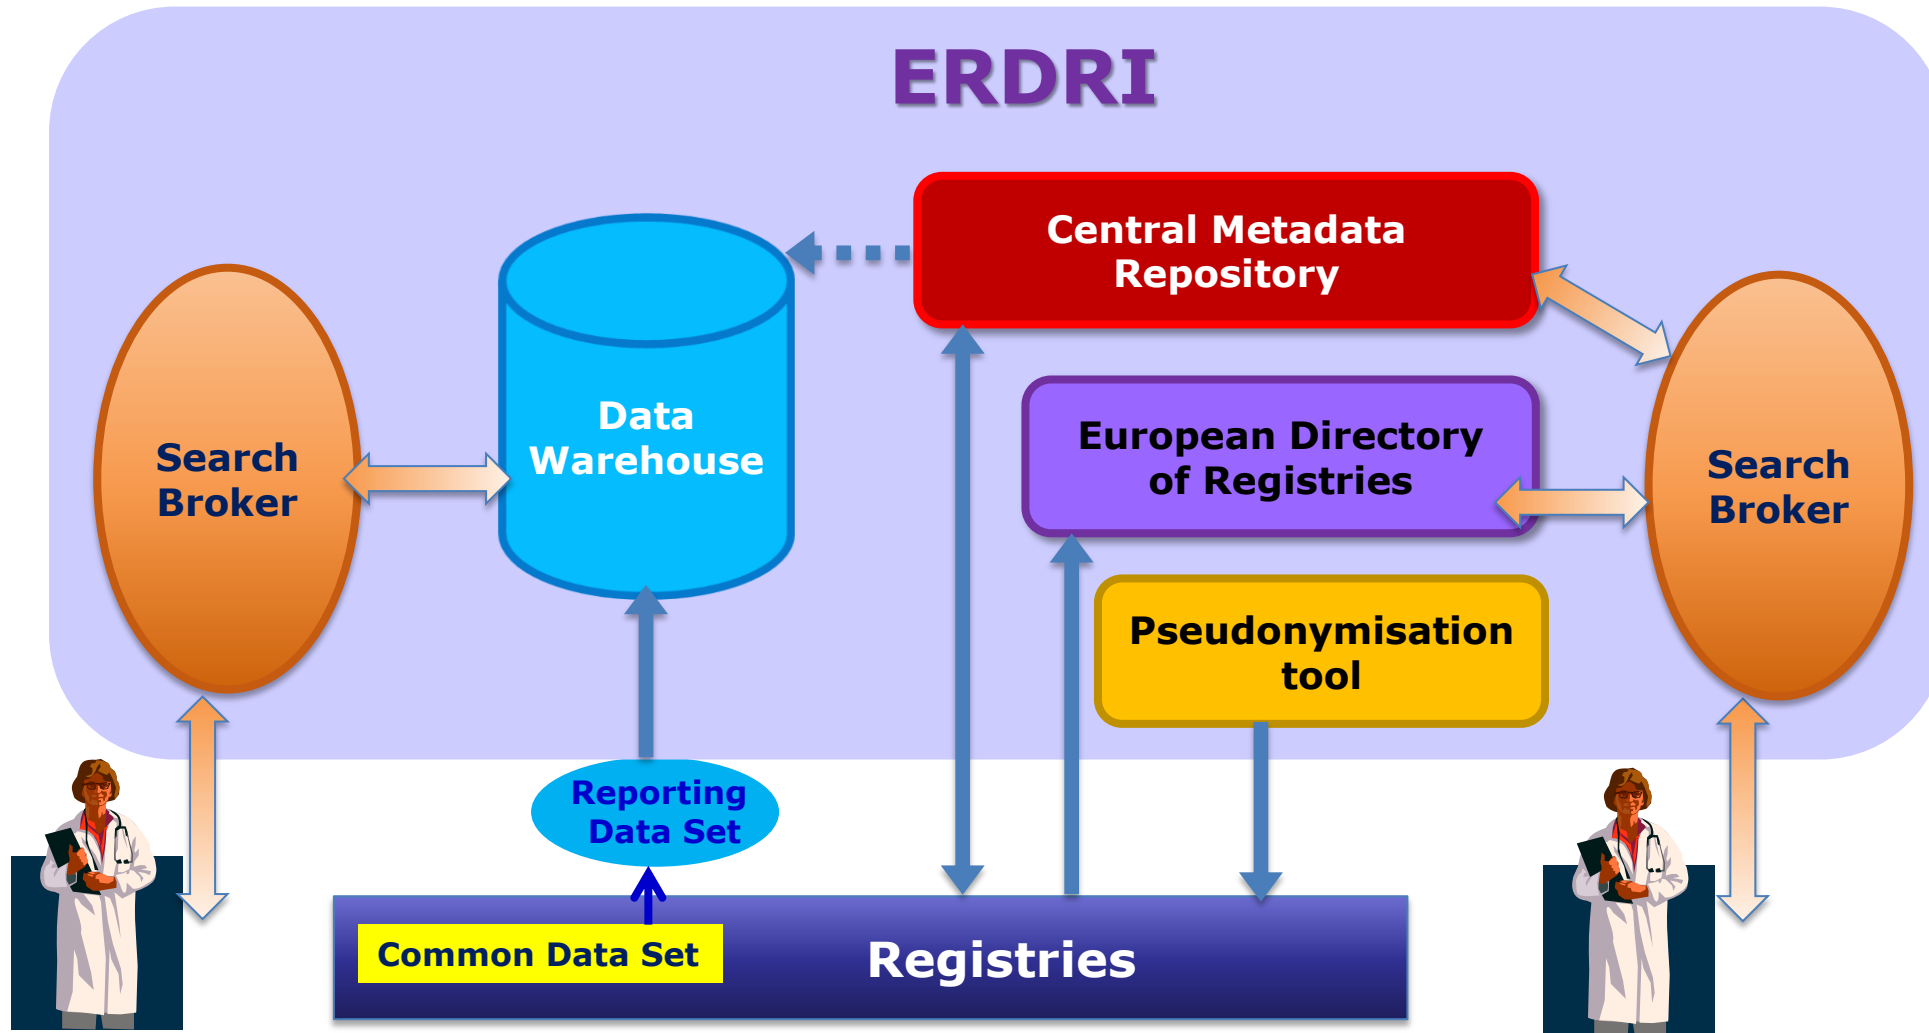 ERDRI
Central Metadata
Repository
Data
Warehouse
European Directory
of Registries
Search
Broker
Search
Broker
Pseudonymisation
tool
Reporting
Data Set
Common Data Set
Registries